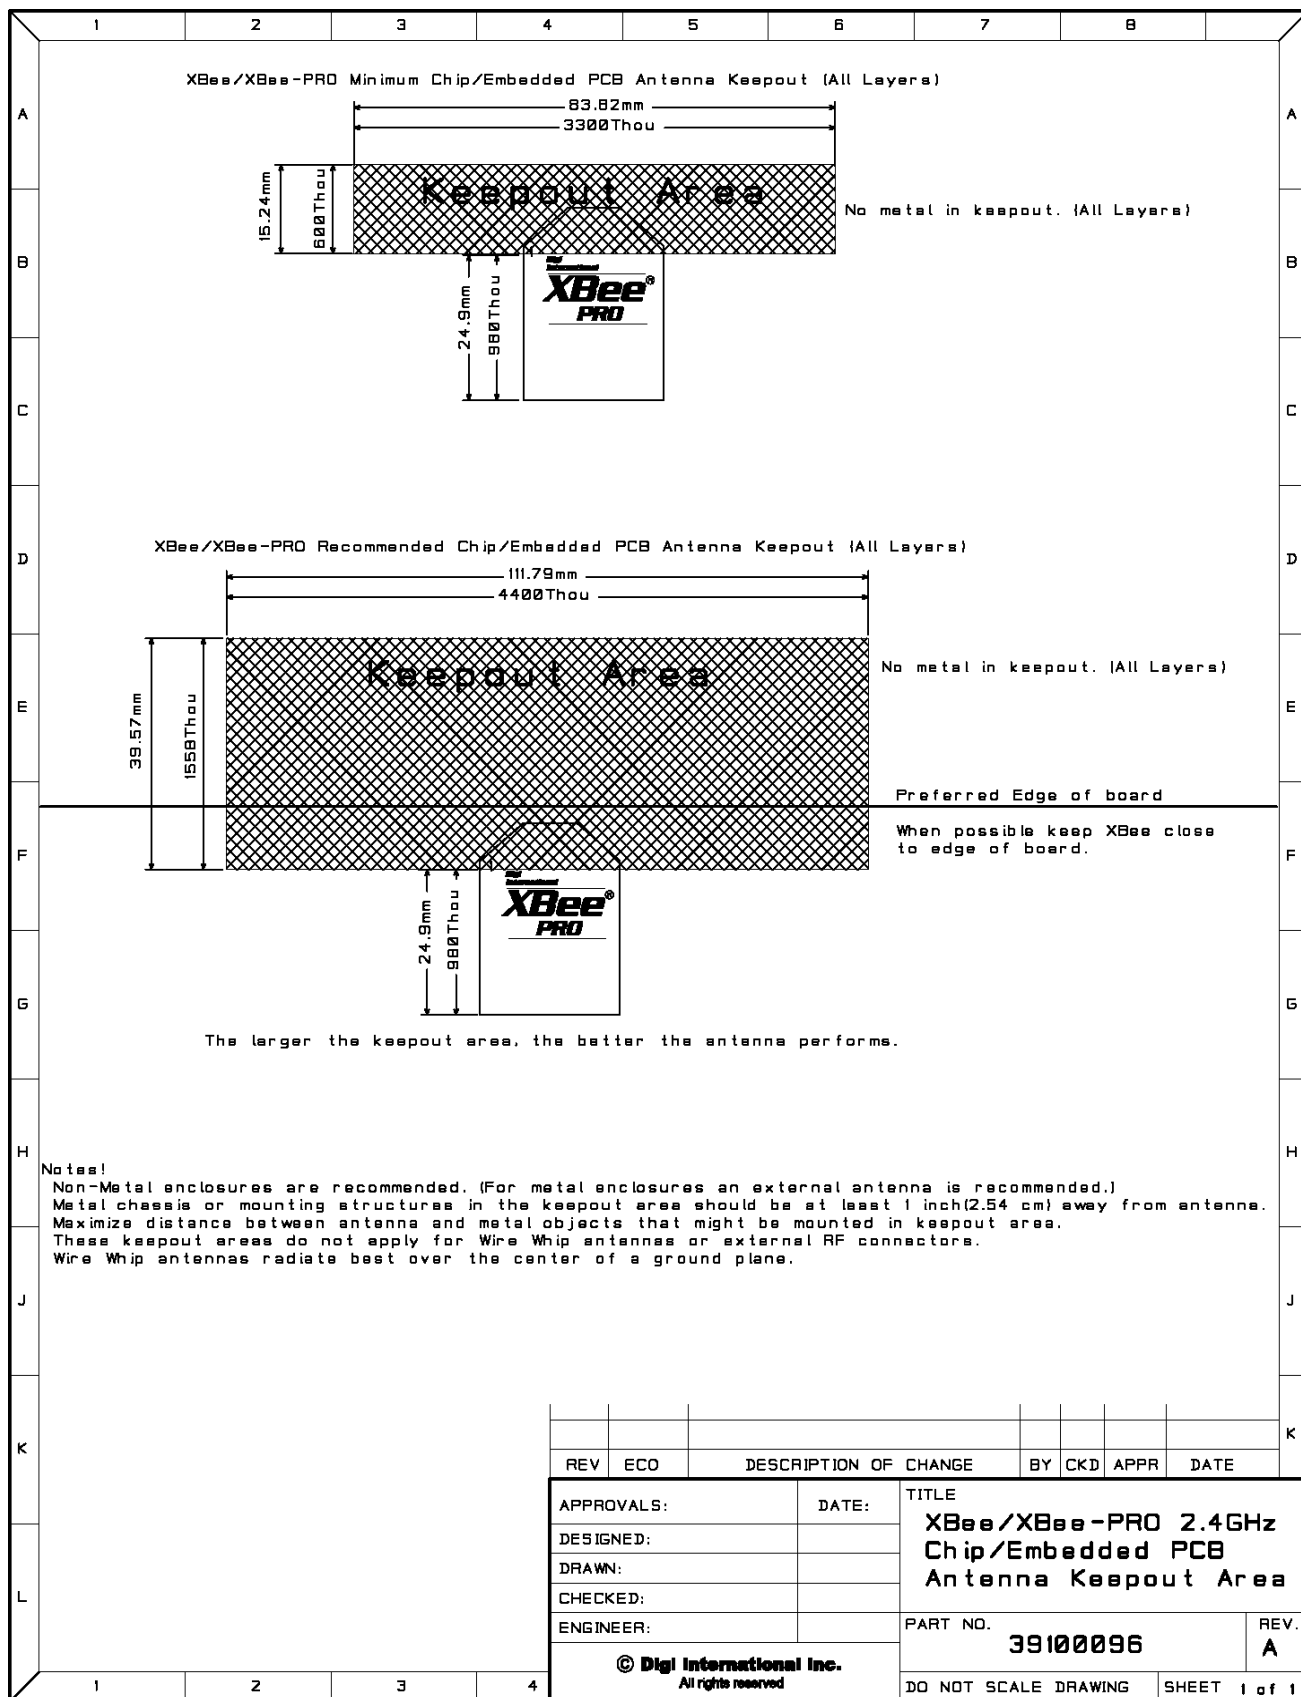 1 2 3 4 5 6 7 8
XBee/XBee-PRO Minimum Chip/Embedded PCB Antenna Keepout (All Layers)
83.82mm
3300Thou
A A
15.24mm
600Thou
Keepout Area
No metal in keepout. (All Layers)
B B
24.9mm
980Thou
Digi
International
XBee®
PRO
C C
XBee/XBee-PRO Recommended Chip/Embedded PCB Antenna Keepout (All Layers)
D D
111.79mm
4400Thou
39.57mm
1558Thou
Keepout Area
No metal in keepout. (All Layers)
E E
Preferred Edge of board
When possible keep XBee close
to edge of board.
F F
24.9mm
980Thou
Digi
International
XBee®
PRO
G G
The larger the keepout area, the better the antenna performs.
H H
Notes!
Non-Metal enclosures are recommended. (For metal enclosures an external antenna is recommended.)
Metal chassis or mounting structures in the keepout area should be at least 1 inch(2.54 cm) away from antenna.
Maximize distance between antenna and metal objects that might be mounted in keepout area.
These keepout areas do not apply for Wire Whip antennas or external RF connectors.
Wire Whip antennas radiate best over the center of a ground plane.
J J
K K
REV ECO DESCRIPTION OF CHANGE BY CKD APPR DATE
APPROVALS: DATE:
DESIGNED:
DRAWN:
CHECKED:
ENGINEER:
TITLE
XBee/XBee-PRO 2.4GHz
Chip/Embedded PCB
Antenna Keepout Area
L
PART NO.
39100096
REV.
A
© Digi International Inc.
All rights reserved
DO NOT SCALE DRAWING SHEET 1 of 1
1 2 3 4